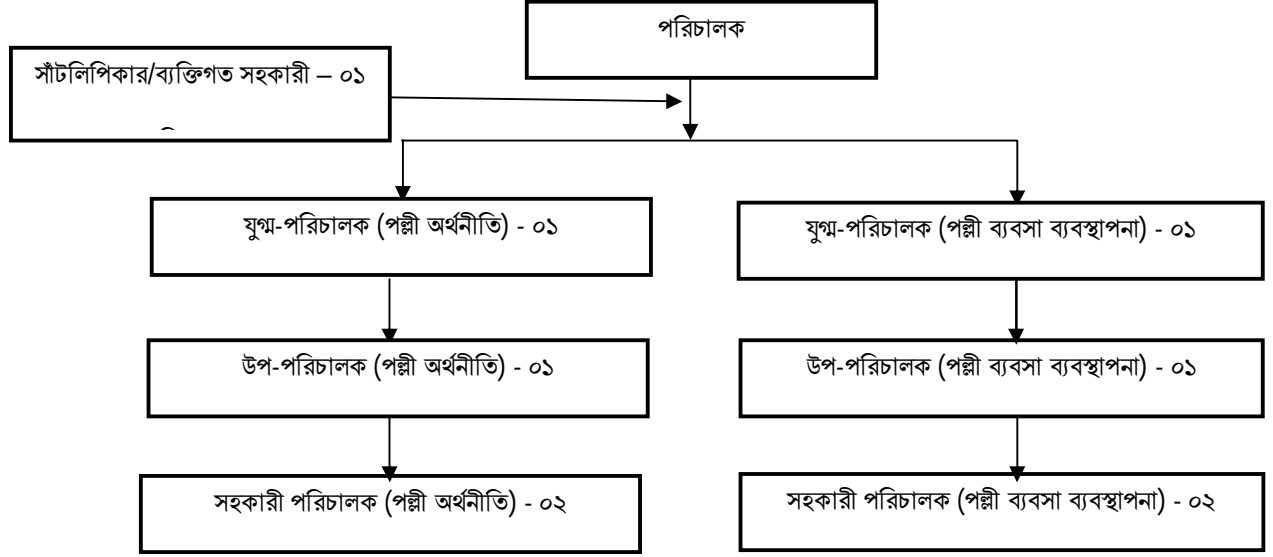 পরিচালক
সাঁটলিপিকার/ব্যক্তিগত সহকারী – ০১
যুগ্ম-পরিচালক (পল্লী অর্থনীতি) - ০১
যুগ্ম-পরিচালক (পল্লী ব্যবসা ব্যবস্থাপনা) - ০১
উপ-পরিচালক (পল্লী অর্থনীতি) - ০১
উপ-পরিচালক (পল্লী ব্যবসা ব্যবস্থাপনা) - ০১
সহকারী পরিচালক (পল্লী অর্থনীতি) - ০২
সহকারী পরিচালক (পল্লী ব্যবসা ব্যবস্থাপনা) - ০২